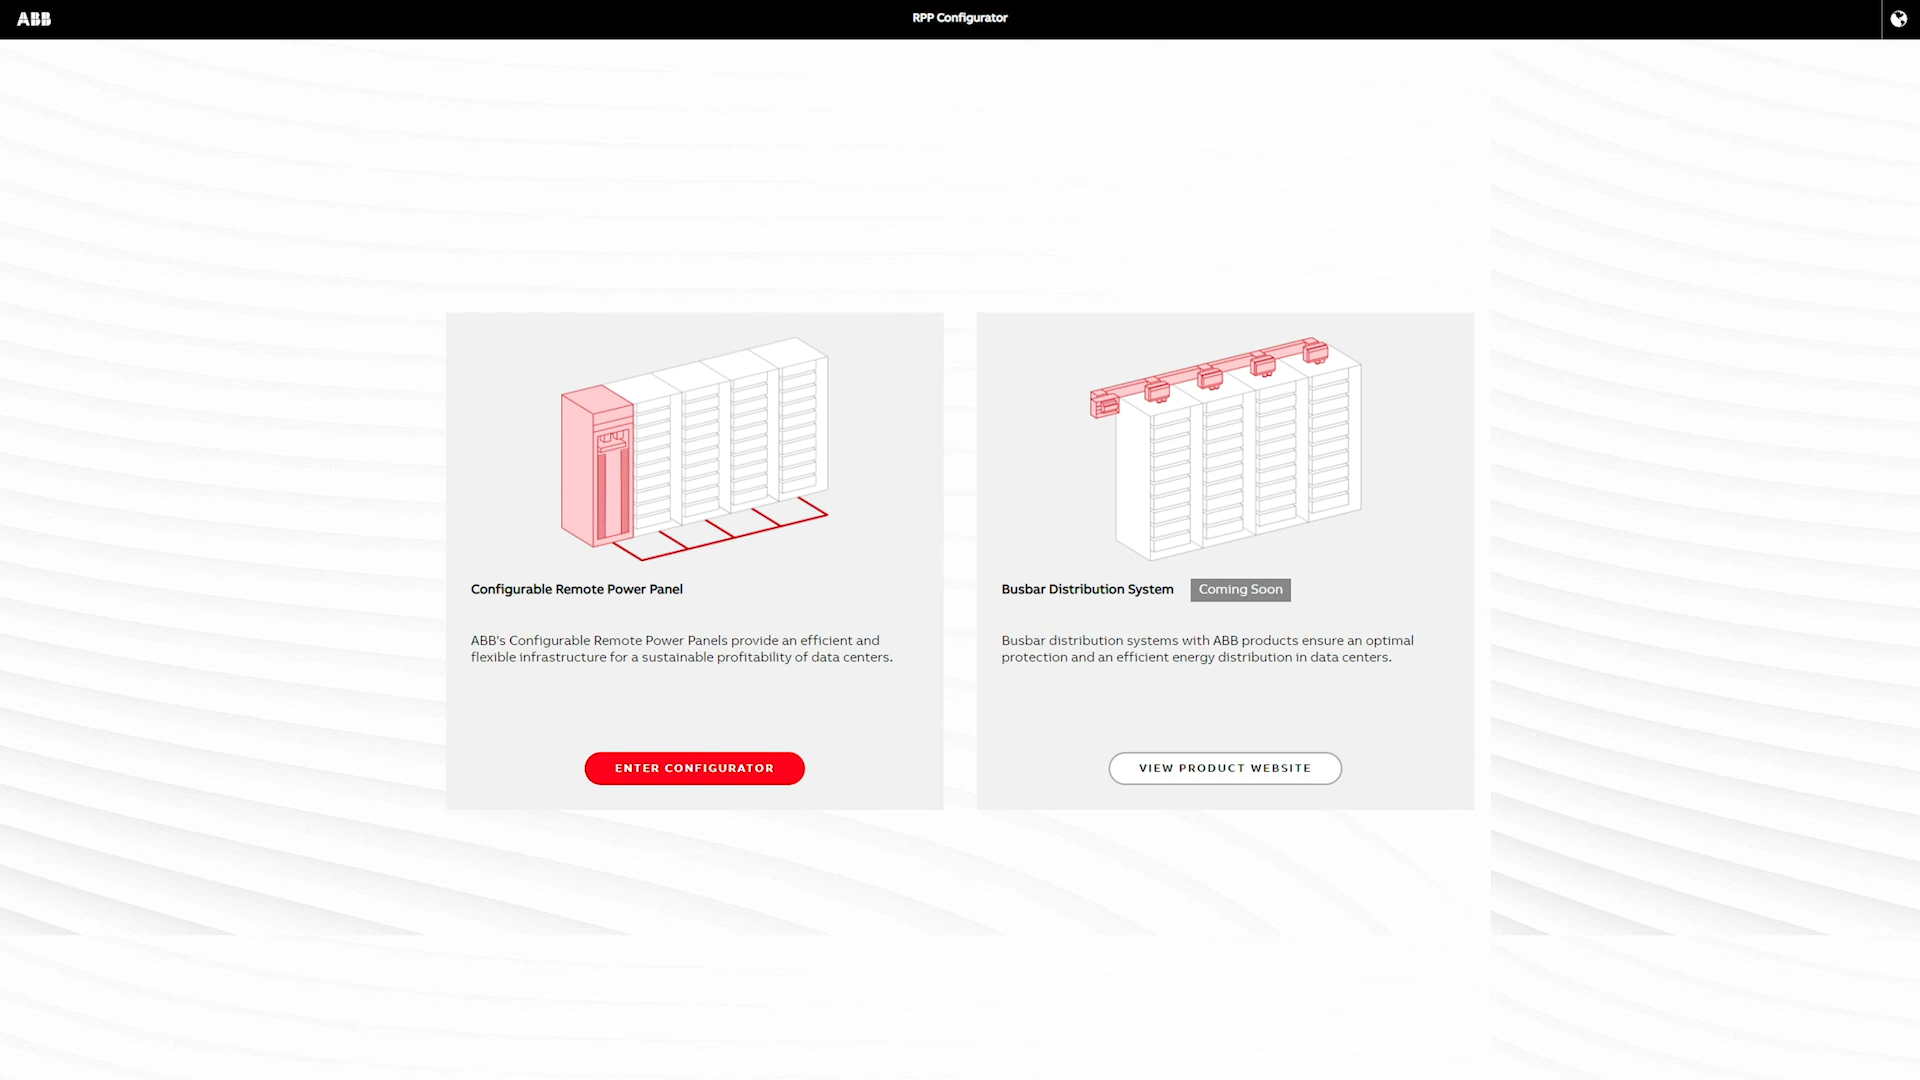 ABB
RPP Configurator
Configurable Remote Power Panel
ABB's Configurable Remote Power Panels provide an efficient and
flexible infrastructure for a sustainable profitability of data centers.
ENTER CONFIGURATOR
Busbar Distribution System
Coming Soon
Busbar distribution systems with ABB products ensure an optimal
protection and an efficient energy distribution in data centers.
VIEW PRODUCT WEBSITE